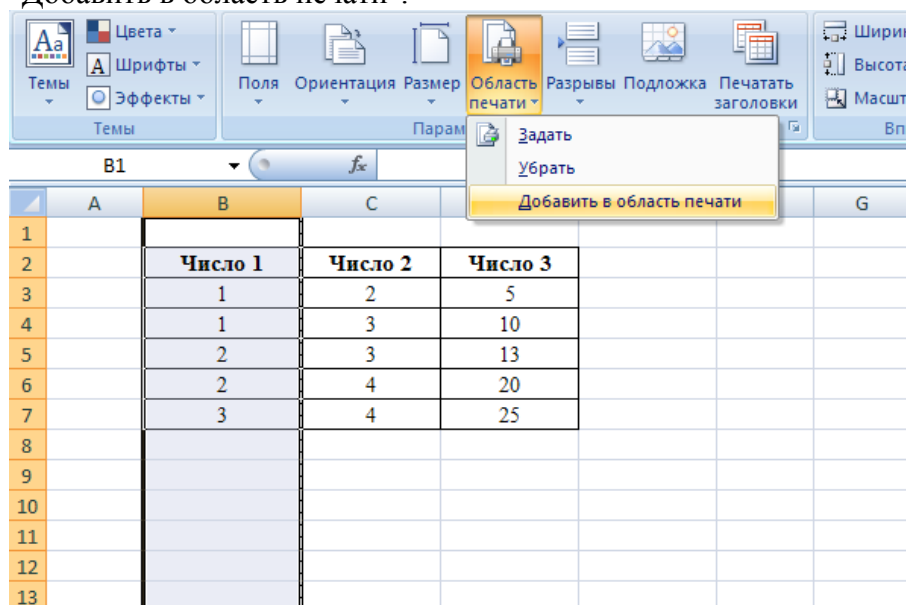 "Добавить в область печати".
Цвета
Шрифты
Эффекты
Темы
Поля Ориентация Размер Область печати Разрывы Подложка Печатать заголовки
Ширин
Высота
Масшт
Темы Парам Вп
Задать
Убрать
Добавить в область печати
B1 fx
A B C G
1
2 Число 1 Число 2 Число 3
3 1 2 5
4 1 3 10
5 2 3 13
6 2 4 20
7 3 4 25
8
9
10
11
12
13